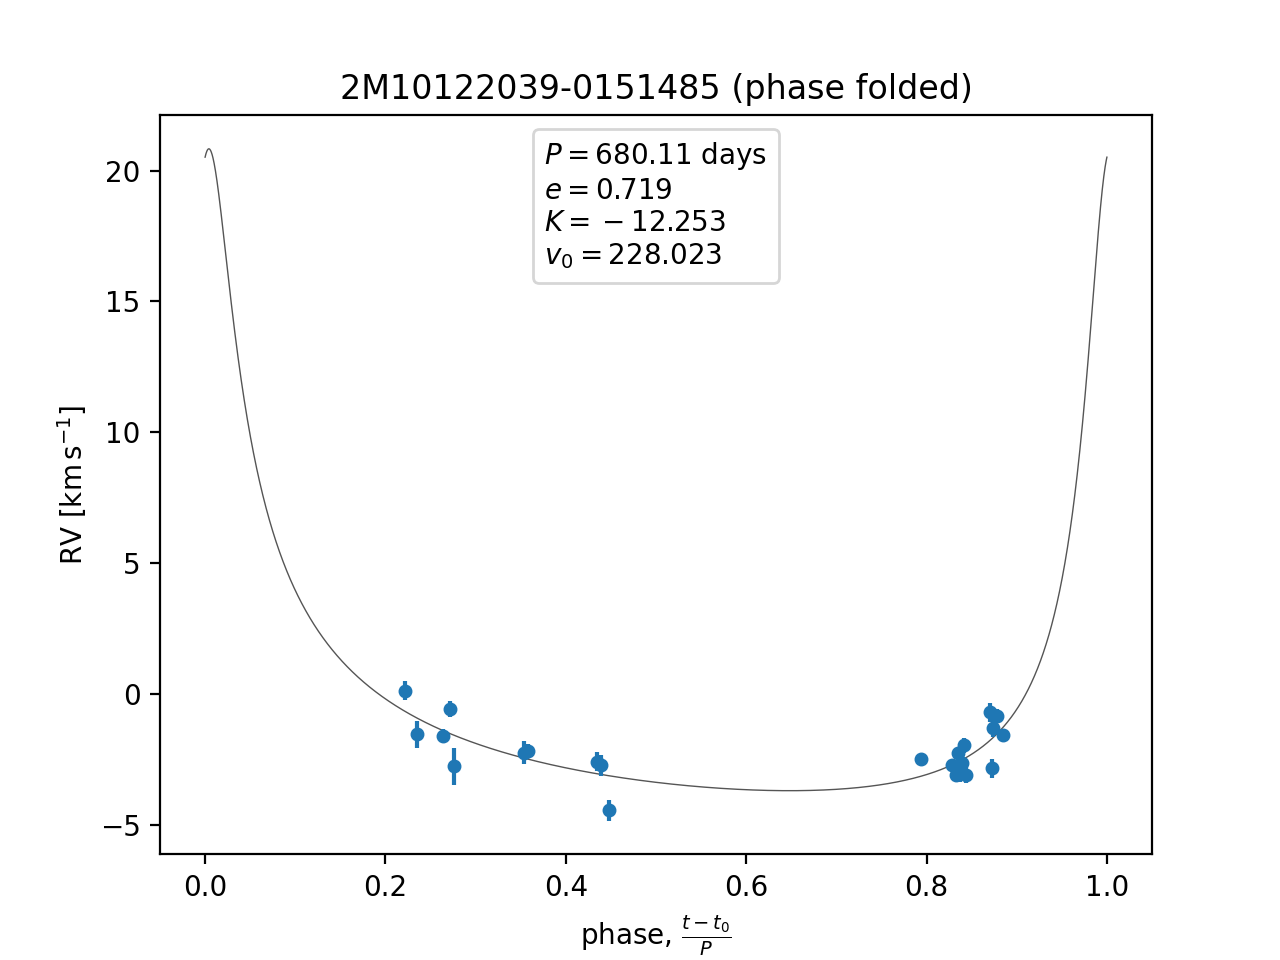 2M10122039-0151485 (phase folded)
P = 680.11 days
e = 0.719
K = −12.253
v₀ = 228.023
20
15
10
5
0
−5
RV [km s⁻¹]
0.0 0.2 0.4 0.6 0.8 1.0
phase, (t − t₀)/P